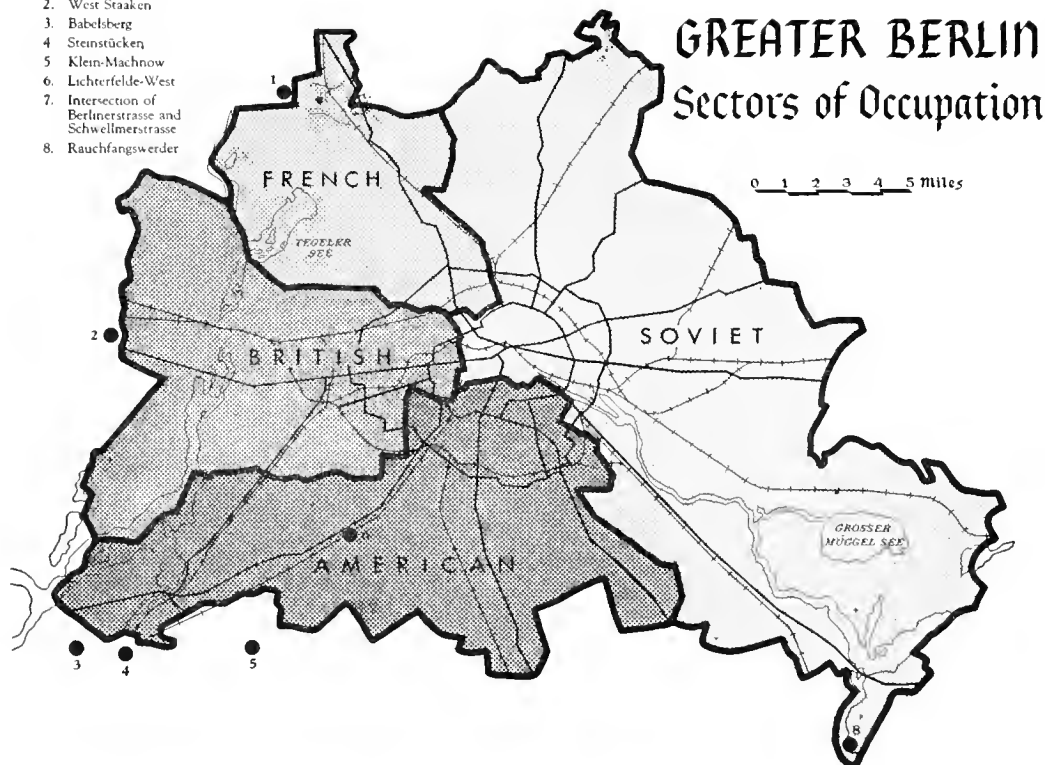 2. West Staaken
3. Babelsberg
4 Steinstücken
5 Klein-Machnow
6. Lichterfelde-West
7. Intersection of
Berlinerstrasse and
Schwellmerstrasse
8. Rauchfangswerder
GREATER BERLIN
Sectors of Occupation
0 1 2 3 4 5 miles
1
FRENCH
TEGELER
SEE
2
BRITISH
SOVIET
6
AMERICAN
GROSSER
MÜGGEL SEE
3
4
5
8